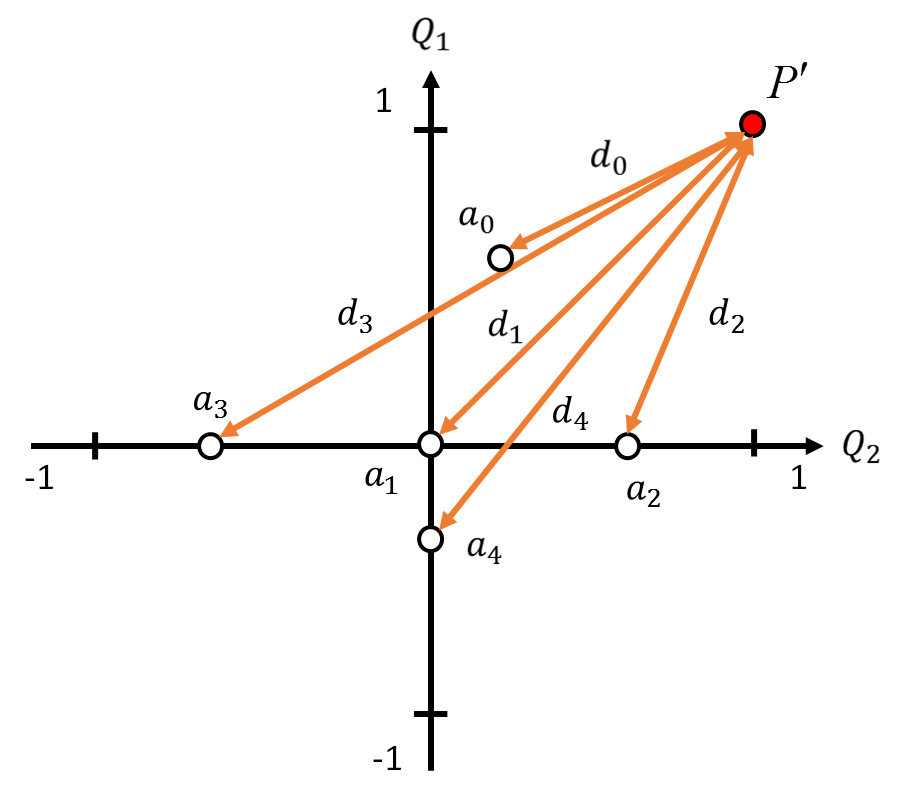 Q₁
P′
1
d₀
a₀
d₃
d₁
d₂
a₃
d₄
Q₂
-1
a₁
a₂
1
a₄
-1